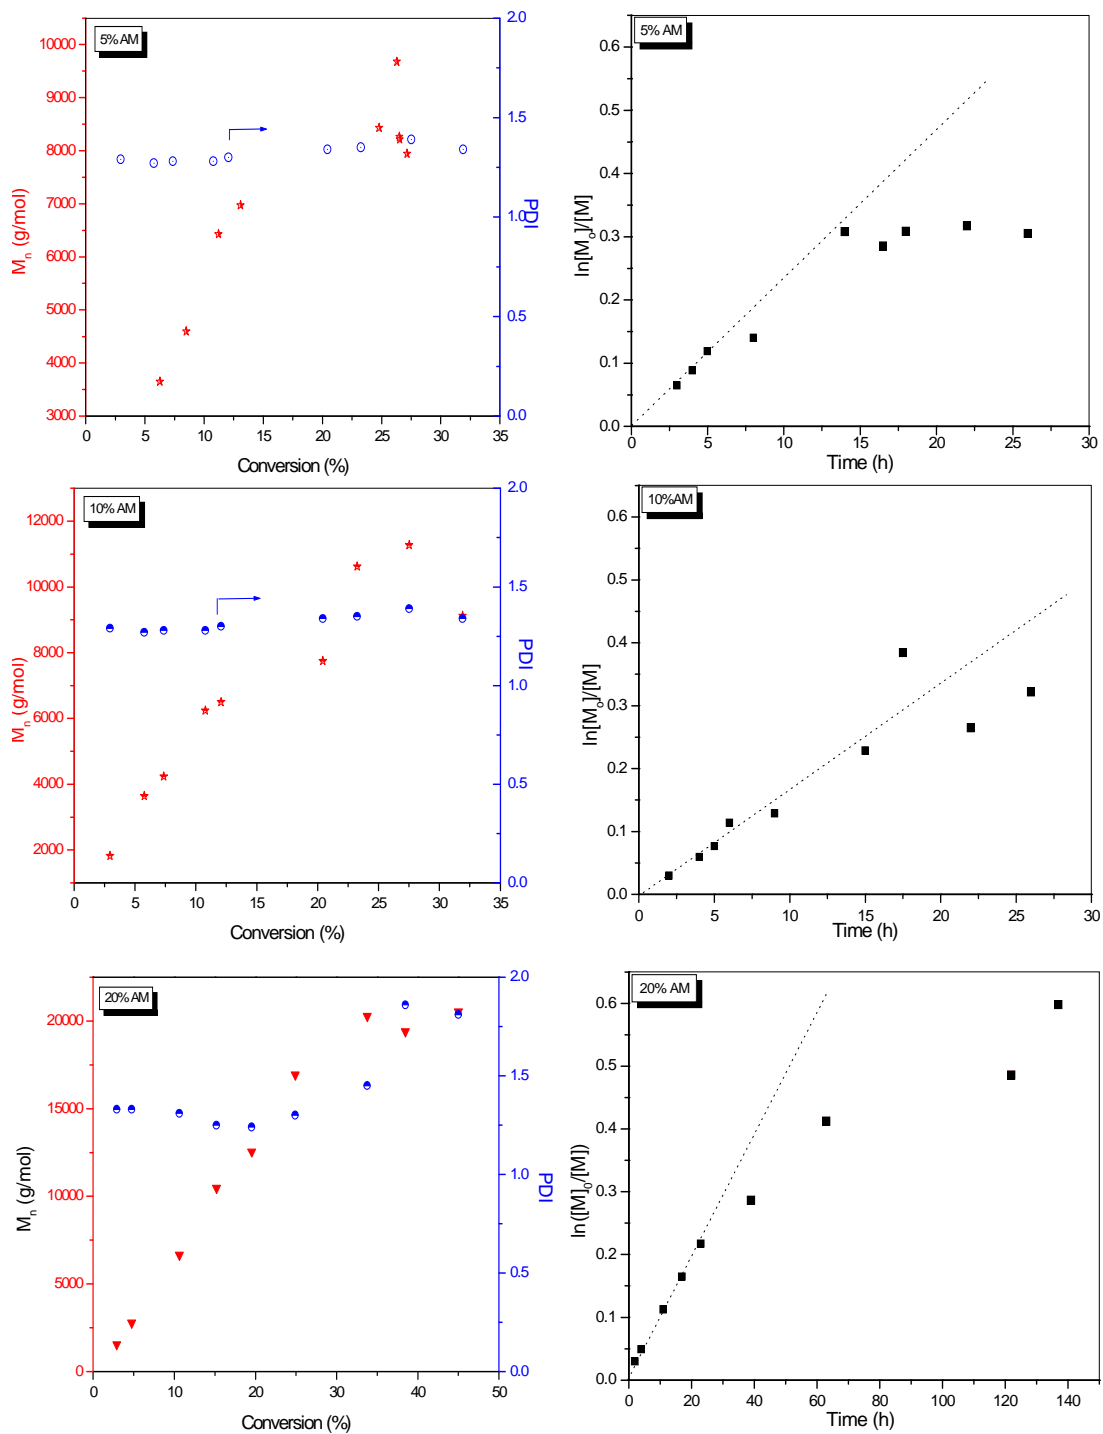 5% AM
2.0
1.5
1.0
0.5
0.0
PDI
10000
9000
8000
7000
6000
5000
4000
3000
Mn (g/mol)
0 5 10 15 20 25 30 35
Conversion (%)
5% AM
0.6
0.5
0.4
0.3
0.2
0.1
0.0
ln[Mo]/[M]
0 5 10 15 20 25 30
Time (h)
10% AM
2.0
1.5
1.0
0.5
0.0
PDI
12000
10000
8000
6000
4000
2000
Mn (g/mol)
0 5 10 15 20 25 30 35
Conversion (%)
10%AM
0.6
0.5
0.4
0.3
0.2
0.1
0.0
ln[Mo]/[M]
0 5 10 15 20 25 30
Time (h)
20% AM
2.0
1.5
1.0
0.5
0.0
PDI
20000
15000
10000
5000
0
Mn (g/mol)
0 10 20 30 40 50
Conversion (%)
20% AM
0.6
0.5
0.4
0.3
0.2
0.1
0.0
ln([M]0/[M])
0 20 40 60 80 100 120 140
Time (h)